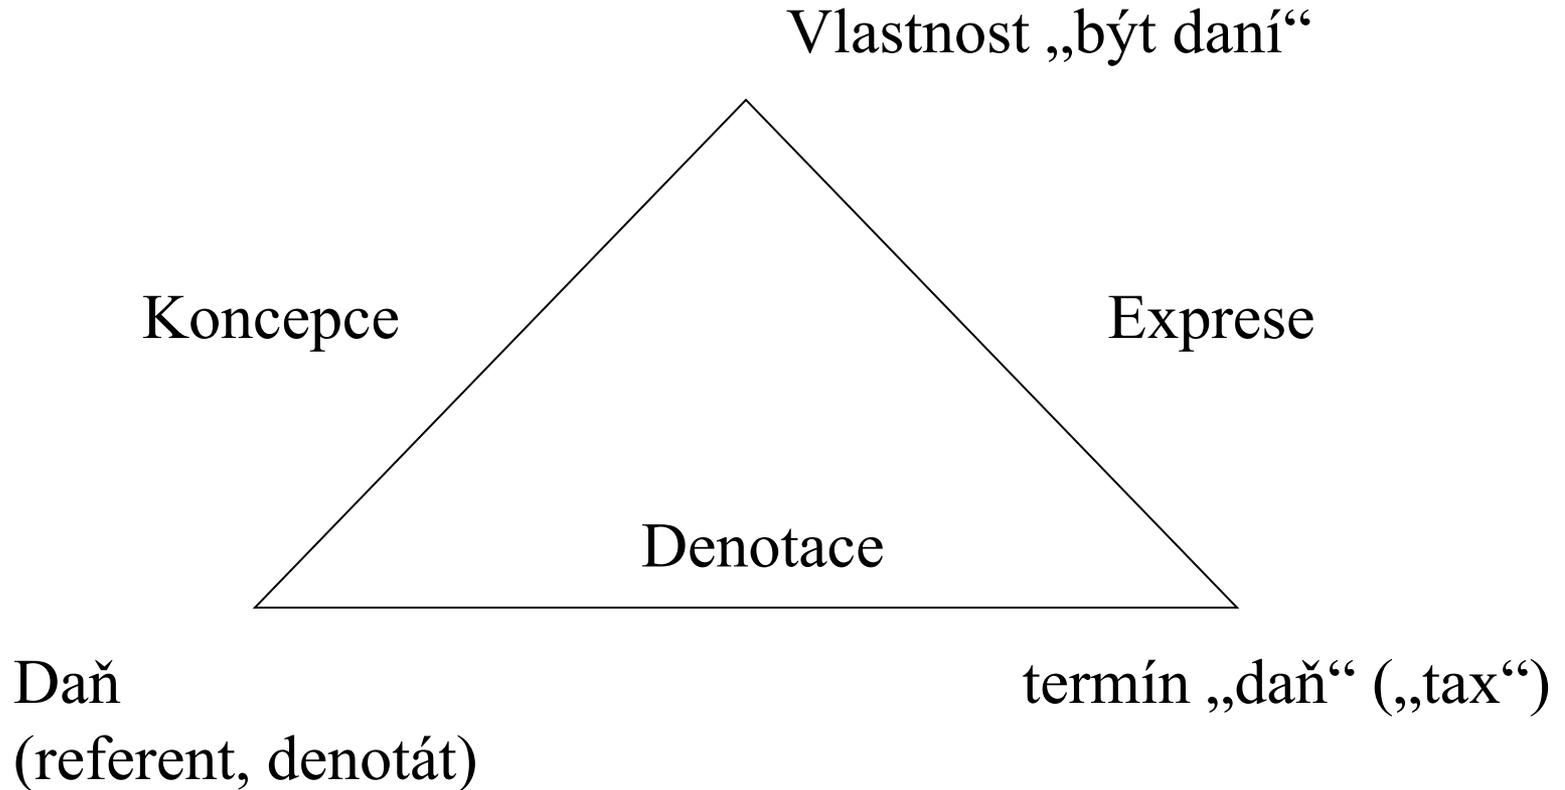 Vlastnost „být daní“
Koncepce
Exprese
Denotace
Daň
termín „daň“ („tax“)
(referent, denotát)